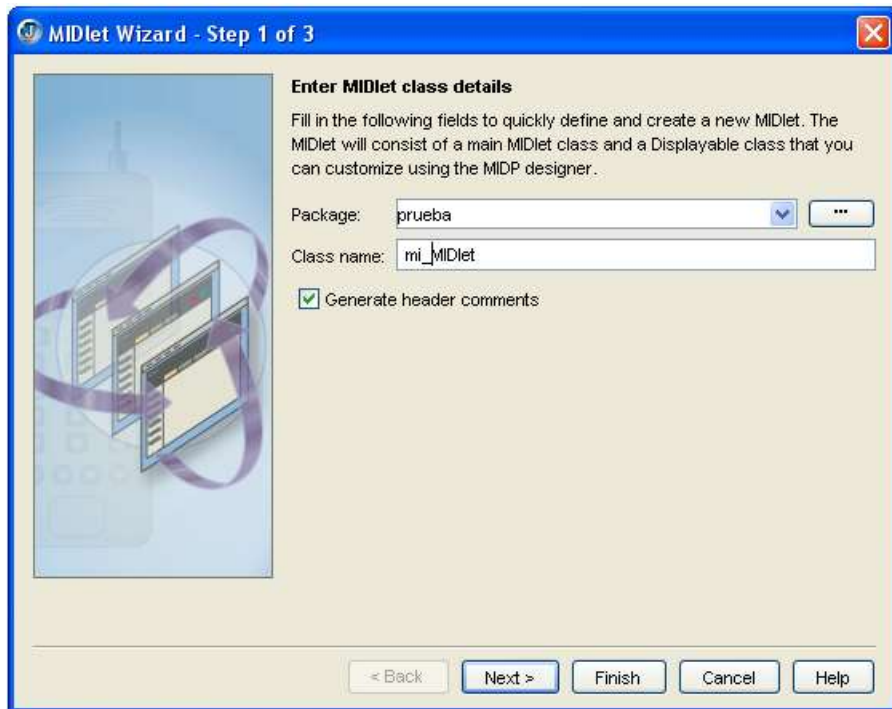 MIDlet Wizard - Step 1 of 3
Enter MIDlet class details
Fill in the following fields to quickly define and create a new MIDlet. The
MIDlet will consist of a main MIDlet class and a Displayable class that you
can customize using the MIDP designer.
Package: prueba ...
Class name: mi_MIDlet
Generate header comments
< Back Next > Finish Cancel Help